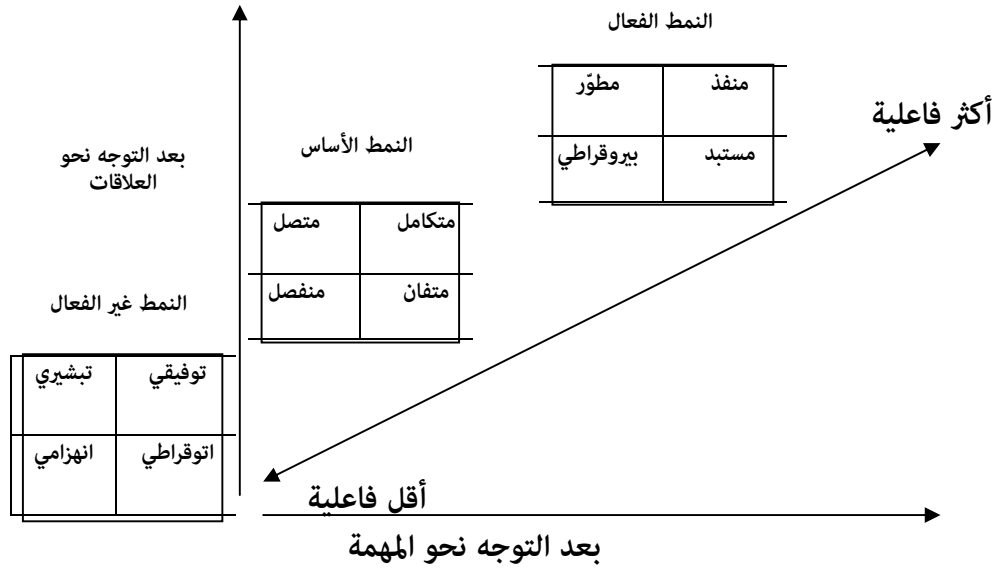 النمط الفعال
منفذ
مطوّر
مستبد
بيروقراطي
أكثر فاعلية
النمط الأساس
متكامل
متصل
متفان
منفصل
بعد التوجه نحو
العلاقات
النمط غير الفعال
توفيقي
تبشيري
اتوقراطي
انهزامي
أقل فاعلية
بعد التوجه نحو المهمة